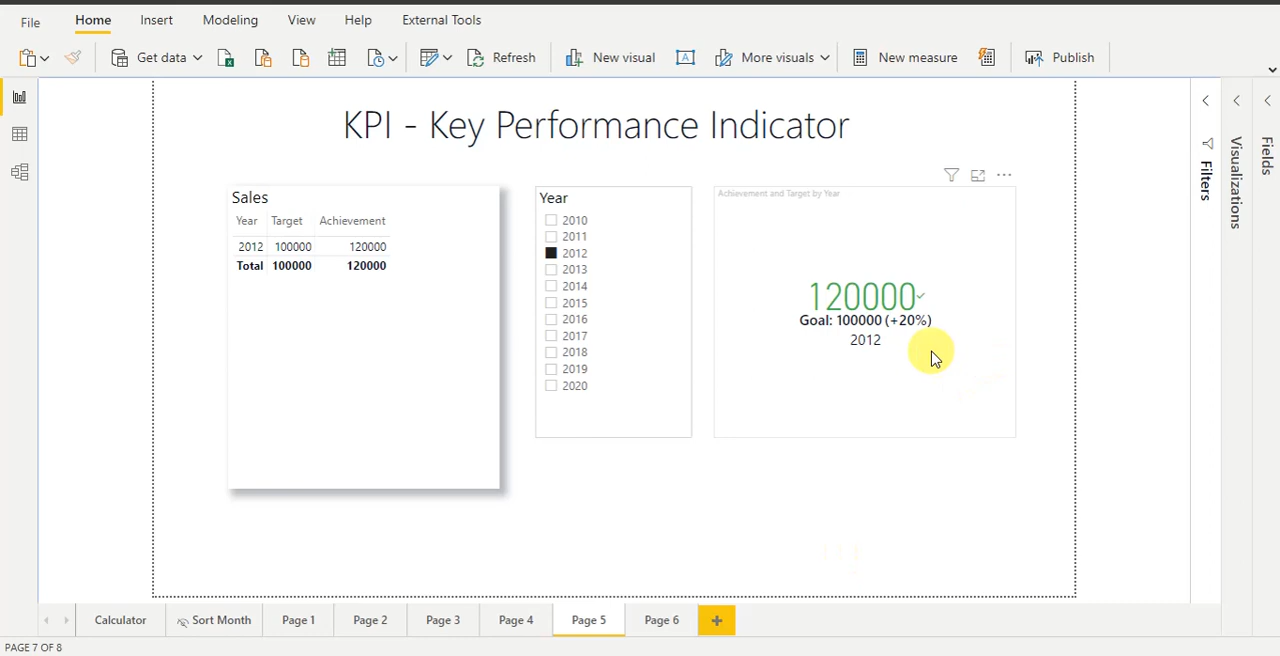 File Home Insert Modeling View Help External Tools
Get data Refresh A New visual More visuals New measure Publish
KPI - Key Performance Indicator
Sales
Year Target Achievement
2012 100000 120000
Total 100000 120000
Year
2010
2011
2012
2013
2014
2015
2016
2017
2018
2019
2020
Achievement and Target by Year
120000
Goal: 100000 (+20%)
2012
Filters
Visualizations
Fields
Calculator Sort Month Page 1 Page 2 Page 3 Page 4 Page 5 Page 6 +
PAGE 7 OF 8